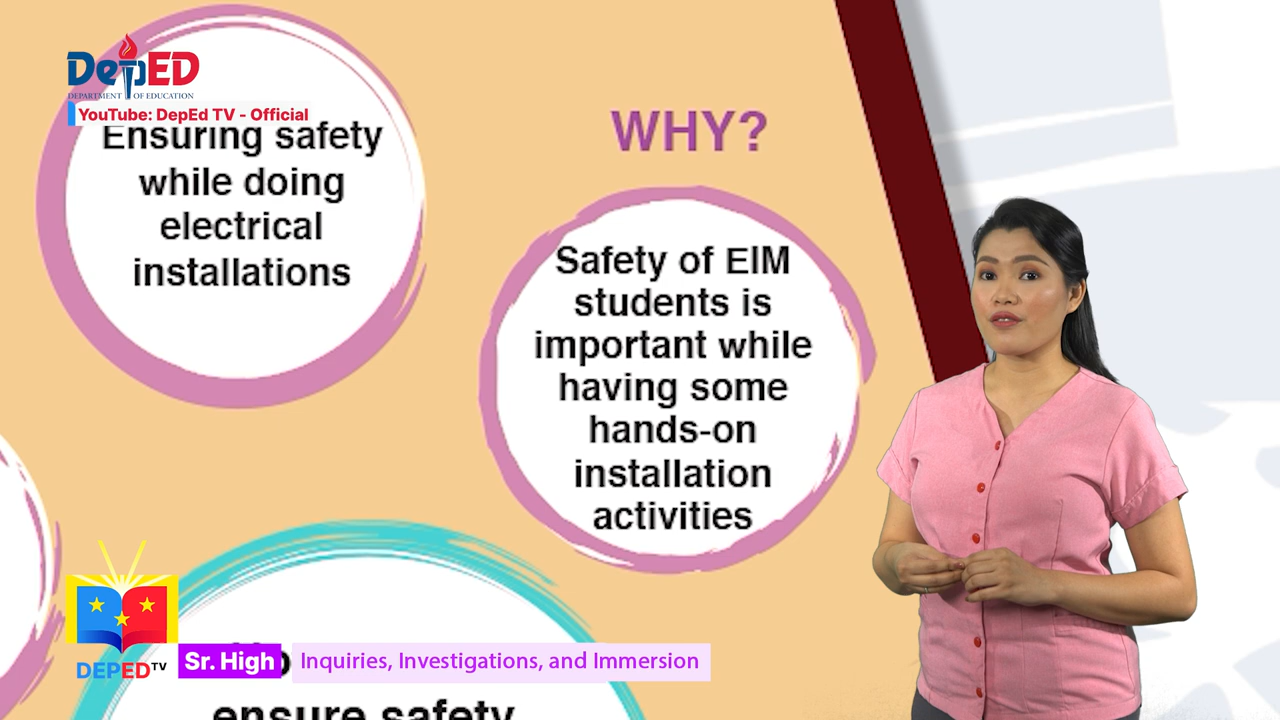 DepED
DEPARTMENT OF EDUCATION
YouTube: DepEd TV - Official
Ensuring safety
while doing
electrical
installations
WHY?
Safety of EIM
students is
important while
having some
hands-on
installation
activities
DEPED TV
Sr. High
Inquiries, Investigations, and Immersion
ensure safety